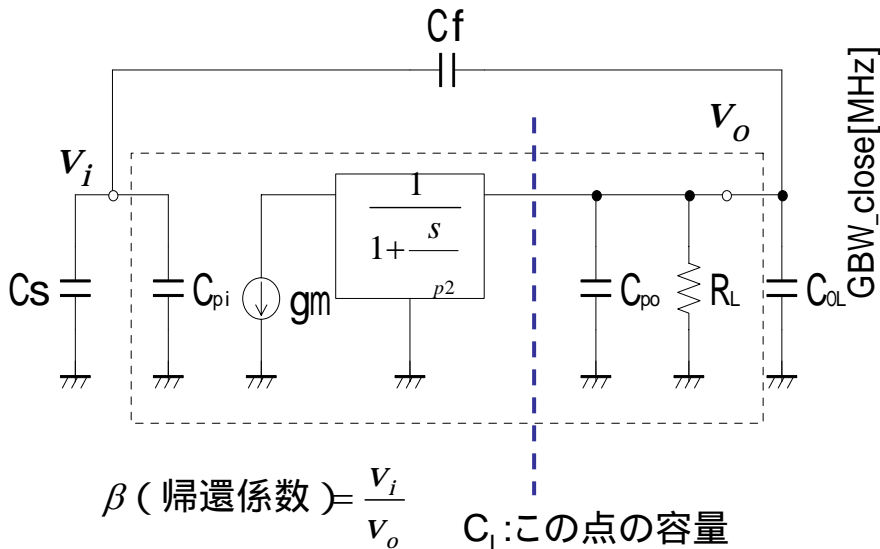 Cf
GBW_close[MHz]
Vo
Vi
1
1+ s
p2
Cs
Cpi
gm
Cpo
RL
COL
β(帰還係数)= Vi
Vo
CL:この点の容量